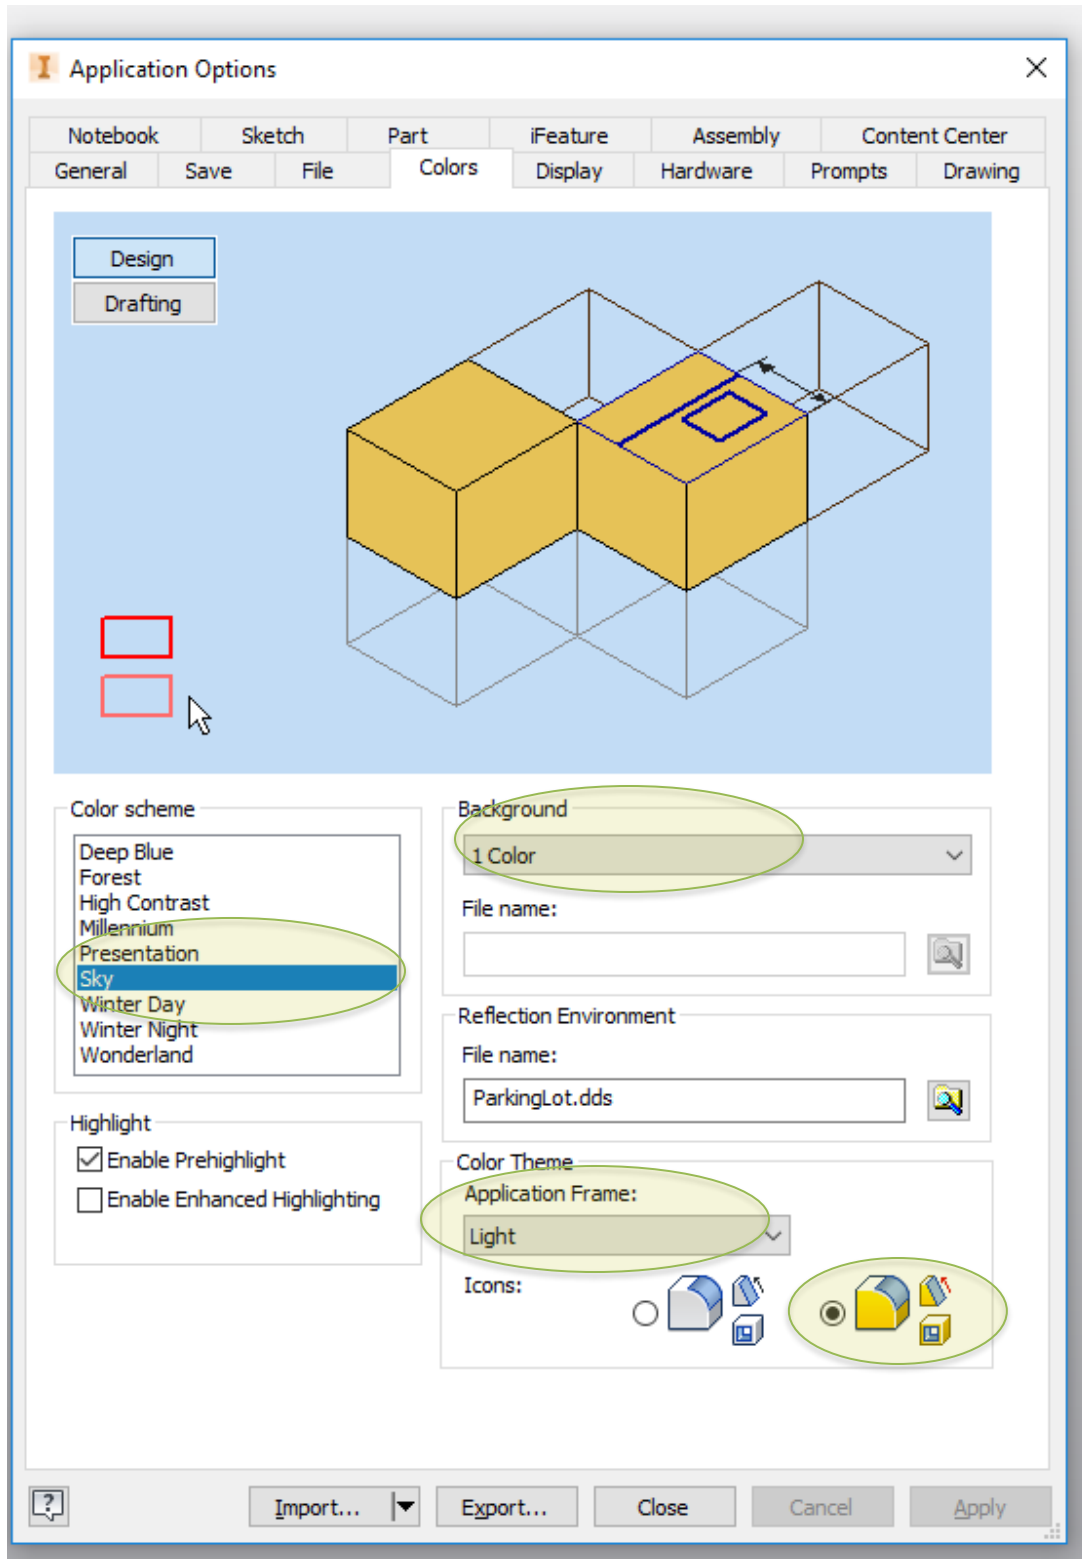 Application Options
Notebook Sketch Part iFeature Assembly Content Center
General Save File Colors Display Hardware Prompts Drawing
Design
Drafting
Color scheme
Deep Blue
Forest
High Contrast
Millennium
Presentation
Sky
Winter Day
Winter Night
Wonderland
Highlight
Enable Prehighlight
Enable Enhanced Highlighting
Background
1 Color
File name:
Reflection Environment
File name:
ParkingLot.dds
Color Theme
Application Frame:
Light
Icons:
? Import... Export... Close Cancel Apply